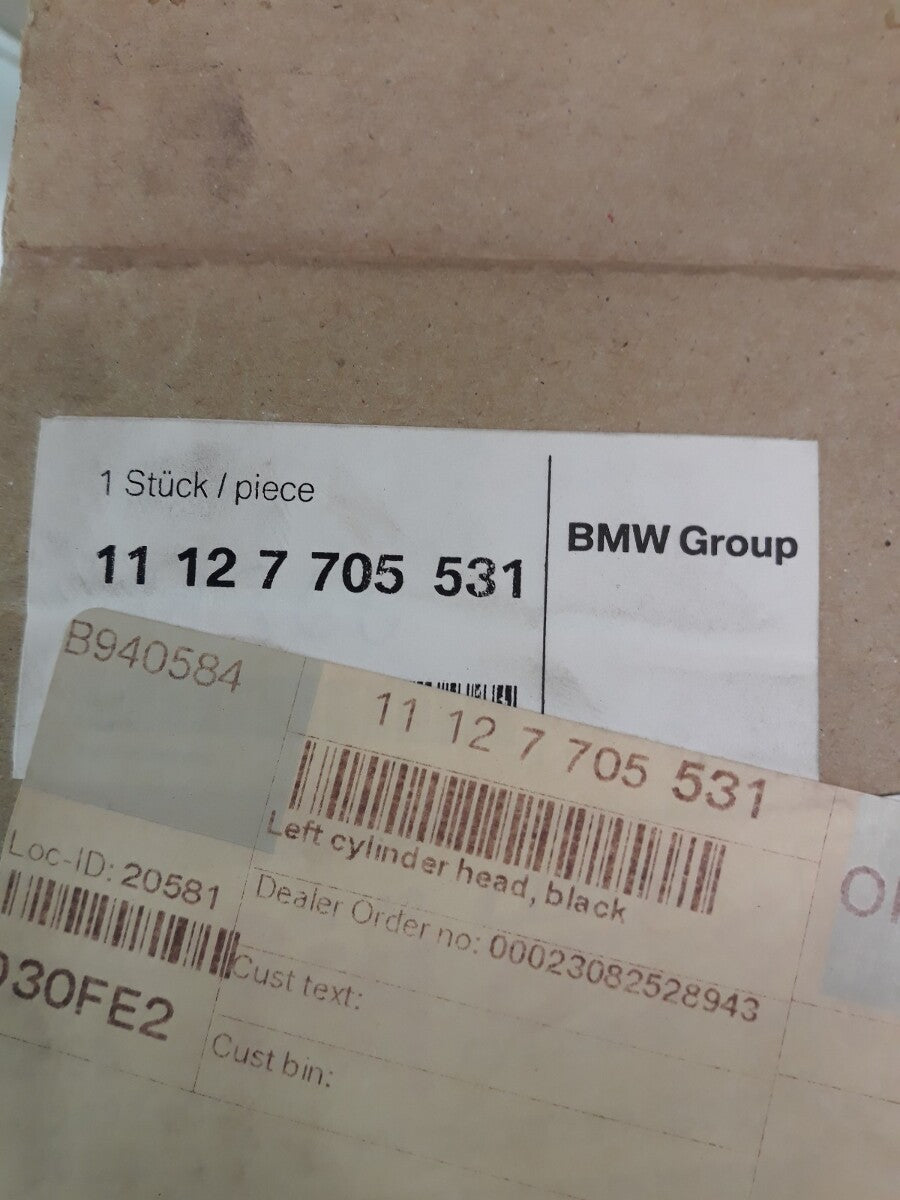 1 Stück / piece
11 12 7 705 531
BMW Group
B940584
11 12 7 705 531
Left cylinder head, black
Loc-ID: 20581
Dealer Order no: 00023082528943
Cust text:
30FE2
Cust bin: